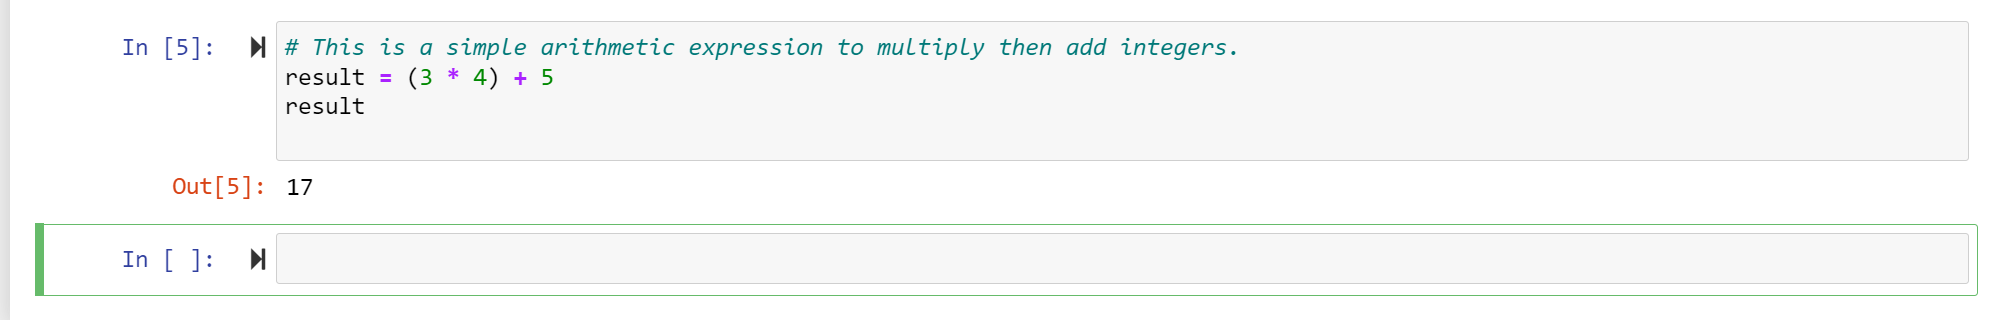 In [5]: # This is a simple arithmetic expression to multiply then add integers.
result = (3 * 4) + 5
result
Out[5]: 17
In [ ]: